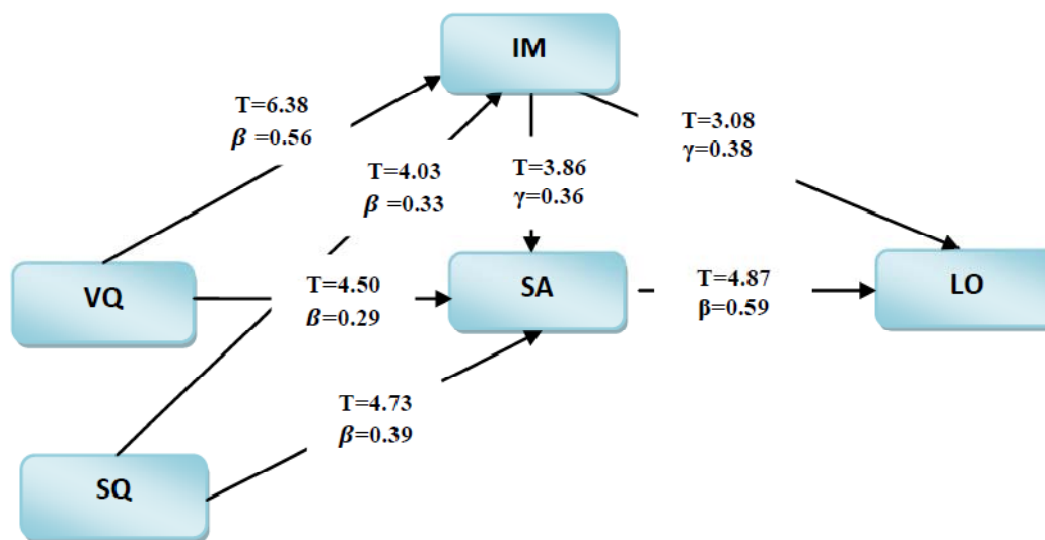 IM
T=6.38
β =0.56
T=3.08
γ=0.38
T=4.03
β =0.33
T=3.86
γ=0.36
VQ
T=4.50
β=0.29
SA
T=4.87
β=0.59
LO
T=4.73
β=0.39
SQ